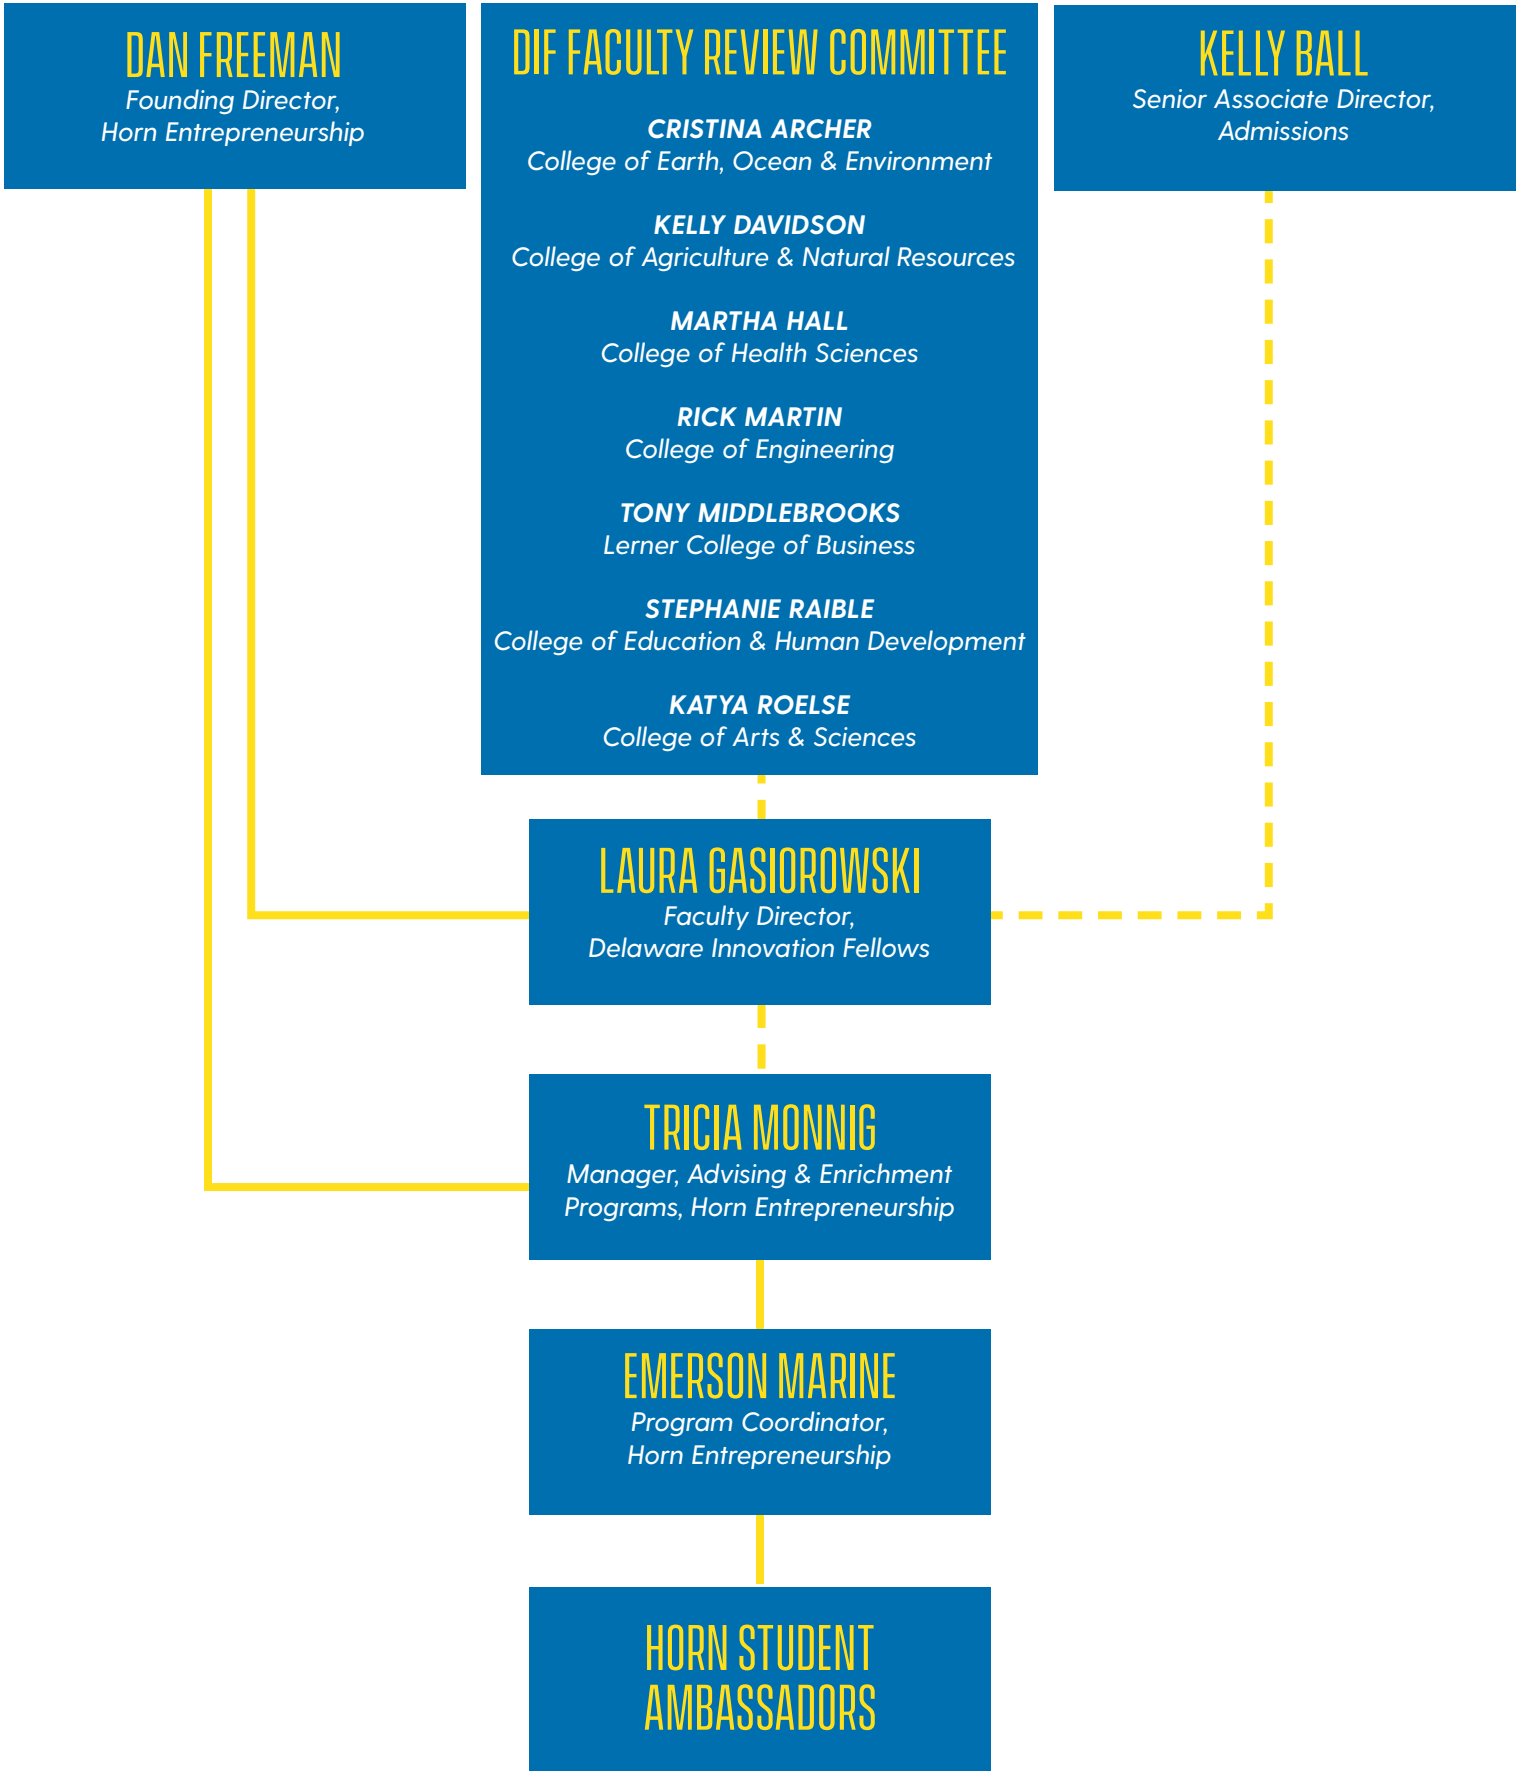 DAN FREEMAN
Founding Director,
Horn Entrepreneurship
DIF FACULTY REVIEW COMMITTEE
CRISTINA ARCHER
College of Earth, Ocean & Environment
KELLY DAVIDSON
College of Agriculture & Natural Resources
MARTHA HALL
College of Health Sciences
RICK MARTIN
College of Engineering
TONY MIDDLEBROOKS
Lerner College of Business
STEPHANIE RAIBLE
College of Education & Human Development
KATYA ROELSE
College of Arts & Sciences
KELLY BALL
Senior Associate Director,
Admissions
LAURA GASIOROWSKI
Faculty Director,
Delaware Innovation Fellows
TRICIA MONNIG
Manager, Advising & Enrichment
Programs, Horn Entrepreneurship
EMERSON MARINE
Program Coordinator,
Horn Entrepreneurship
HORN STUDENT
AMBASSADORS